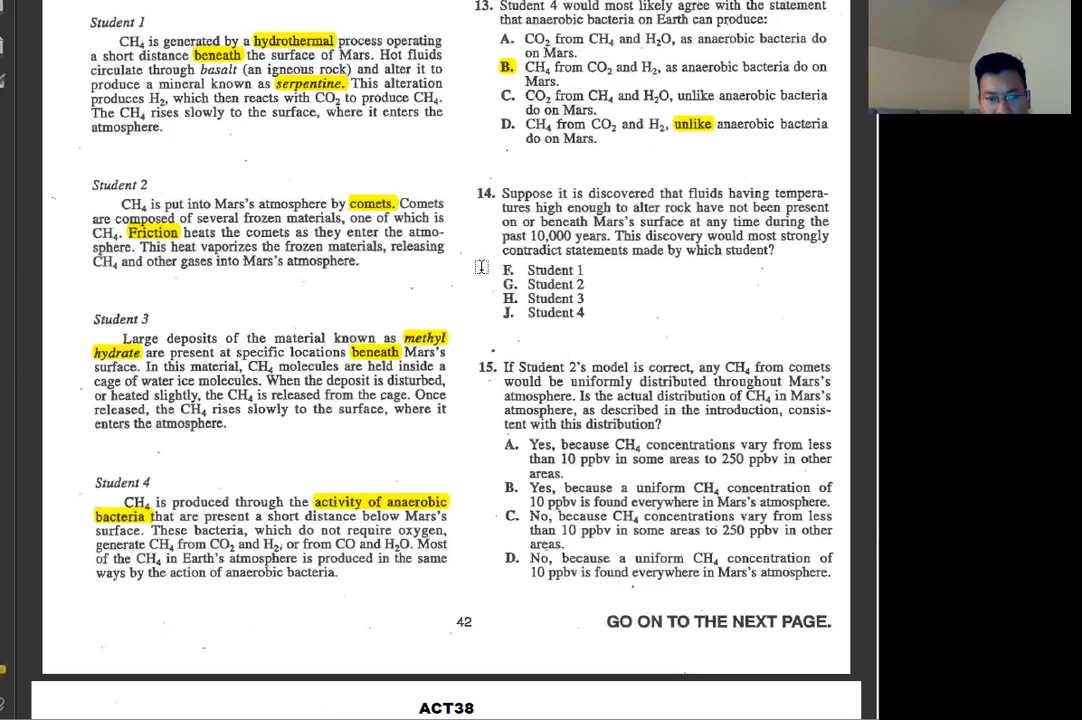 Student 1
CH₄ is generated by a hydrothermal process operating
a short distance beneath the surface of Mars. Hot fluids
circulate through basalt (an igneous rock) and alter it to
produce a mineral known as serpentine. This alteration
produces H₂, which then reacts with CO₂ to produce CH₄.
The CH₄ rises slowly to the surface, where it enters the
atmosphere.
Student 2
CH₄ is put into Mars's atmosphere by comets. Comets
are composed of several frozen materials, one of which is
CH₄. Friction heats the comets as they enter the atmo-
sphere. This heat vaporizes the frozen materials, releasing
CH₄ and other gases into Mars's atmosphere.
Student 3
Large deposits of the material known as methyl
hydrate are present at specific locations beneath Mars's
surface. In this material, CH₄ molecules are held inside a
cage of water ice molecules. When the deposit is disturbed,
or heated slightly, the CH₄ is released from the cage. Once
released, the CH₄ rises slowly to the surface, where it
enters the atmosphere.
Student 4
CH₄ is produced through the activity of anaerobic
bacteria that are present a short distance below Mars's
surface. These bacteria, which do not require oxygen,
generate CH₄ from CO₂ and H₂, or from CO and H₂O. Most
of the CH₄ in Earth's atmosphere is produced in the same
ways by the action of anaerobic bacteria.
13. Student 4 would most likely agree with the statement
that anaerobic bacteria on Earth can produce:
A. CO₂ from CH₄ and H₂O, as anaerobic bacteria do
on Mars.
B. CH₄ from CO₂ and H₂, as anaerobic bacteria do on
Mars.
C. CO₂ from CH₄ and H₂O, unlike anaerobic bacteria
do on Mars.
D. CH₄ from CO₂ and H₂, unlike anaerobic bacteria
do on Mars.
14. Suppose it is discovered that fluids having tempera-
tures high enough to alter rock have not been present
on or beneath Mars's surface at any time during the
past 10,000 years. This discovery would most strongly
contradict statements made by which student?
F. Student 1
G. Student 2
H. Student 3
J. Student 4
15. If Student 2's model is correct, any CH₄ from comets
would be uniformly distributed throughout Mars's
atmosphere. Is the actual distribution of CH₄ in Mars's
atmosphere, as described in the introduction, consis-
tent with this distribution?
A. Yes, because CH₄ concentrations vary from less
than 10 ppbv in some areas to 250 ppbv in other
areas.
B. Yes, because a uniform CH₄ concentration of
10 ppbv is found everywhere in Mars's atmosphere.
C. No, because CH₄ concentrations vary from less
than 10 ppbv in some areas to 250 ppbv in other
areas.
D. No, because a uniform CH₄ concentration of
10 ppbv is found everywhere in Mars's atmosphere.
42
GO ON TO THE NEXT PAGE.
ACT38